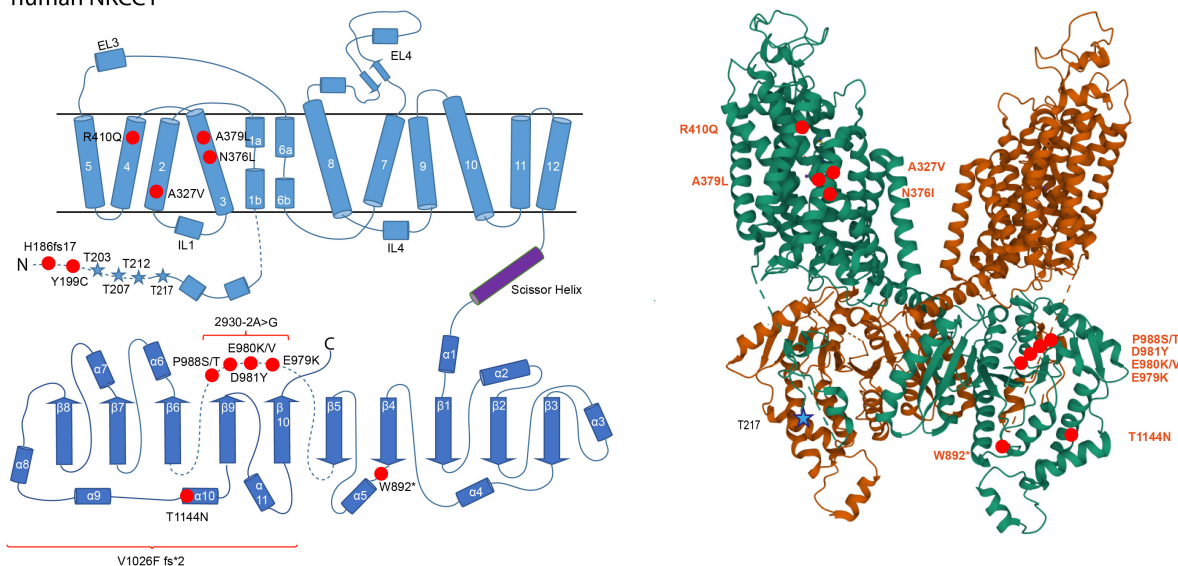 human NKCC1
EL3
EL4
R410Q
A379L
N376L
A327V
1a
6a
5
4
2
3
1b
6b
8
7
9
10
11
12
IL1
IL4
H186fs17
N
Y199C
T203
T207
T212
T217
Scissor Helix
2930-2A>G
E980K/V
P988S/T
D981Y
E979K
C
α7
α6
α1
α2
β8
β7
β6
β9
β
10
β5
β4
β1
β2
β3
α3
α8
α9
α10
α
11
α5
α4
W892*
T1144N
V1026F fs*2
R410Q
A379L
A327V
N376I
P988S/T
D981Y
E980K/V
E979K
T217
T1144N
W892*